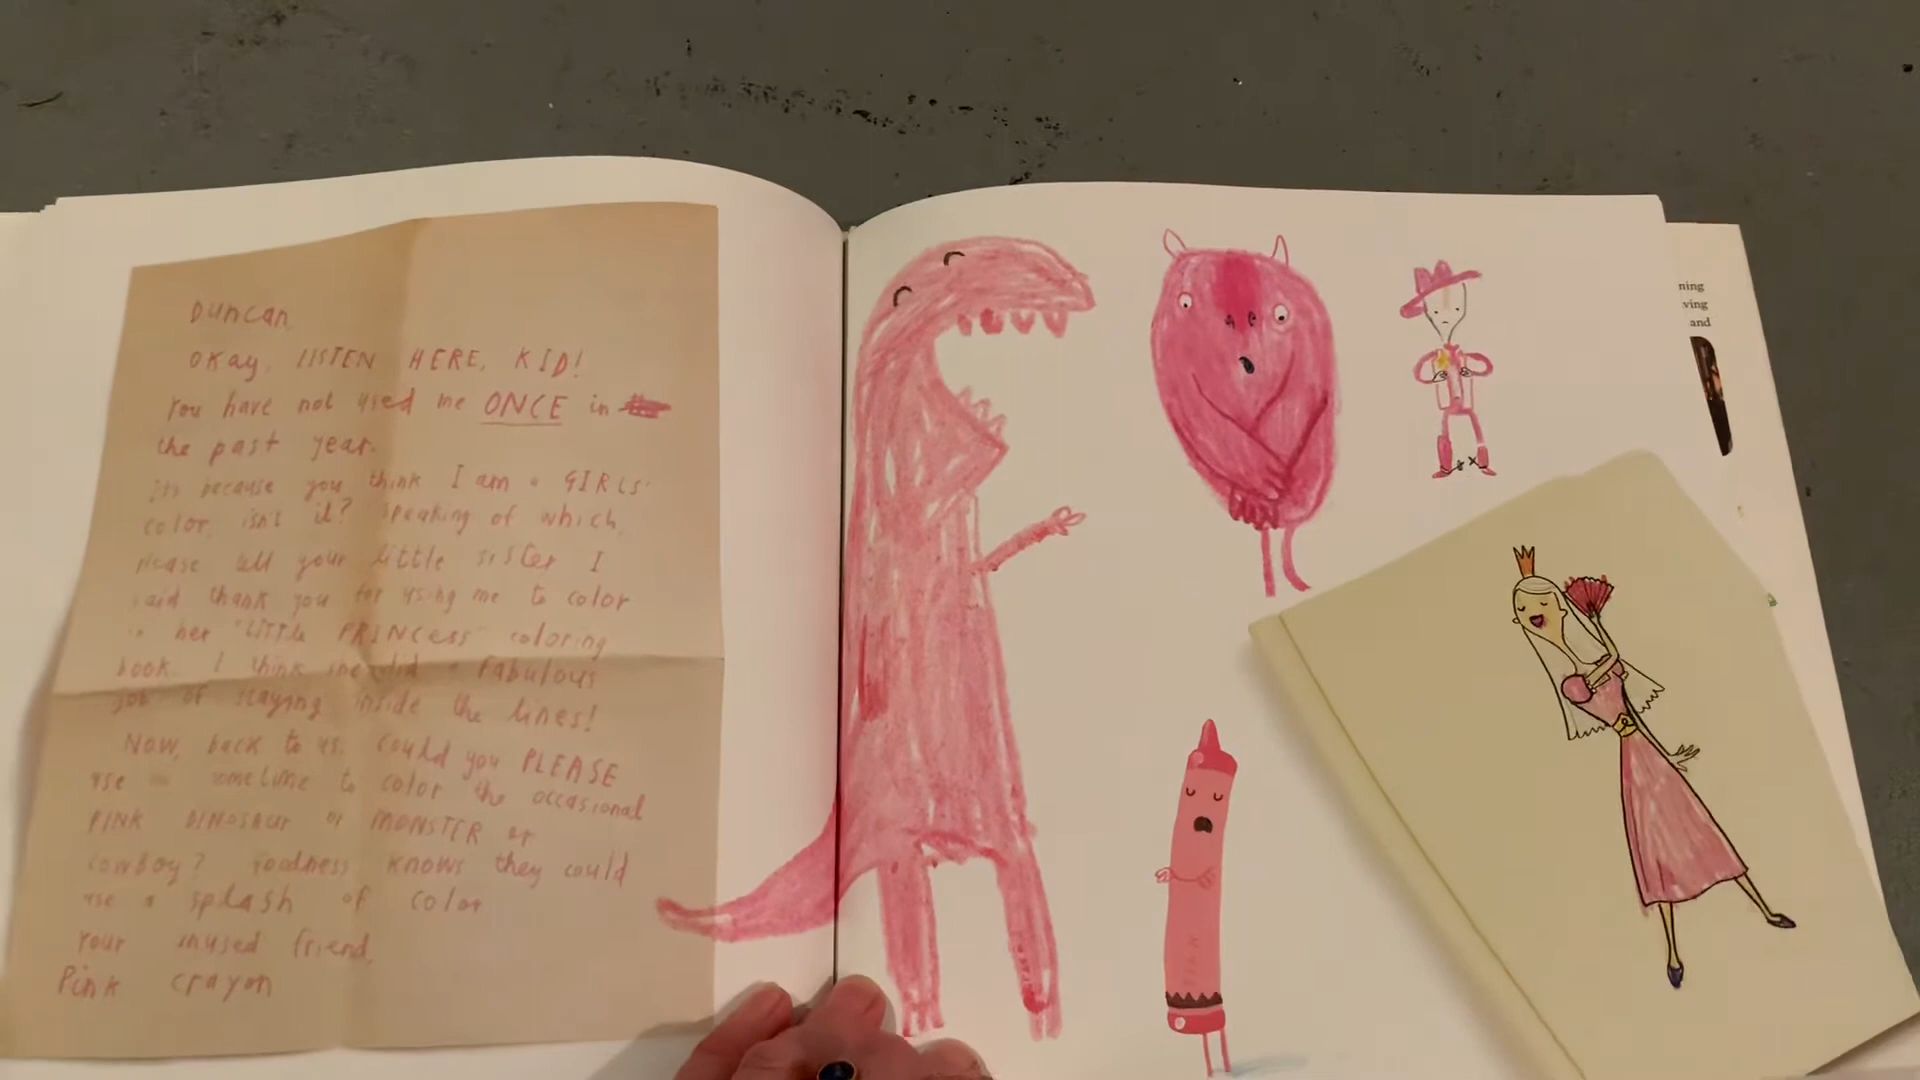 Duncan,
Okay, LISTEN HERE, KID!
You have not used me ONCE in
the past year.
It's because you think I am a GIRLS'
color, isn't it? Speaking of which,
please tell your little sister I
said thank you for using me to color
in her "Little PRINCess" coloring
book. I think she did a fabulous
job of staying inside the lines!
Now, back to us. Could you PLEASE
use me sometime to color the occasional
PINK DINOSAUR or MONSTER or
cowboy? Goodness knows they could
use a splash of color
Your unused friend,
Pink crayon
PINK
ning
ving
and